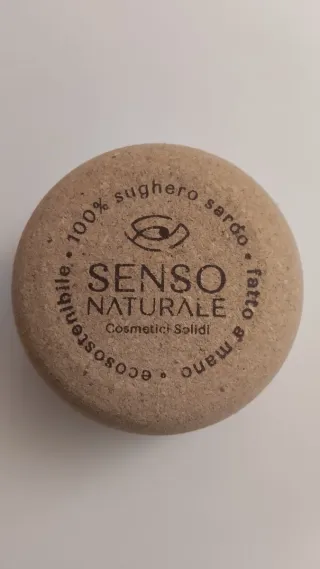 100% sughero sardo • fatto a mano • ecosostenibile •
SENSO
NATURALE
Cosmetici Solidi